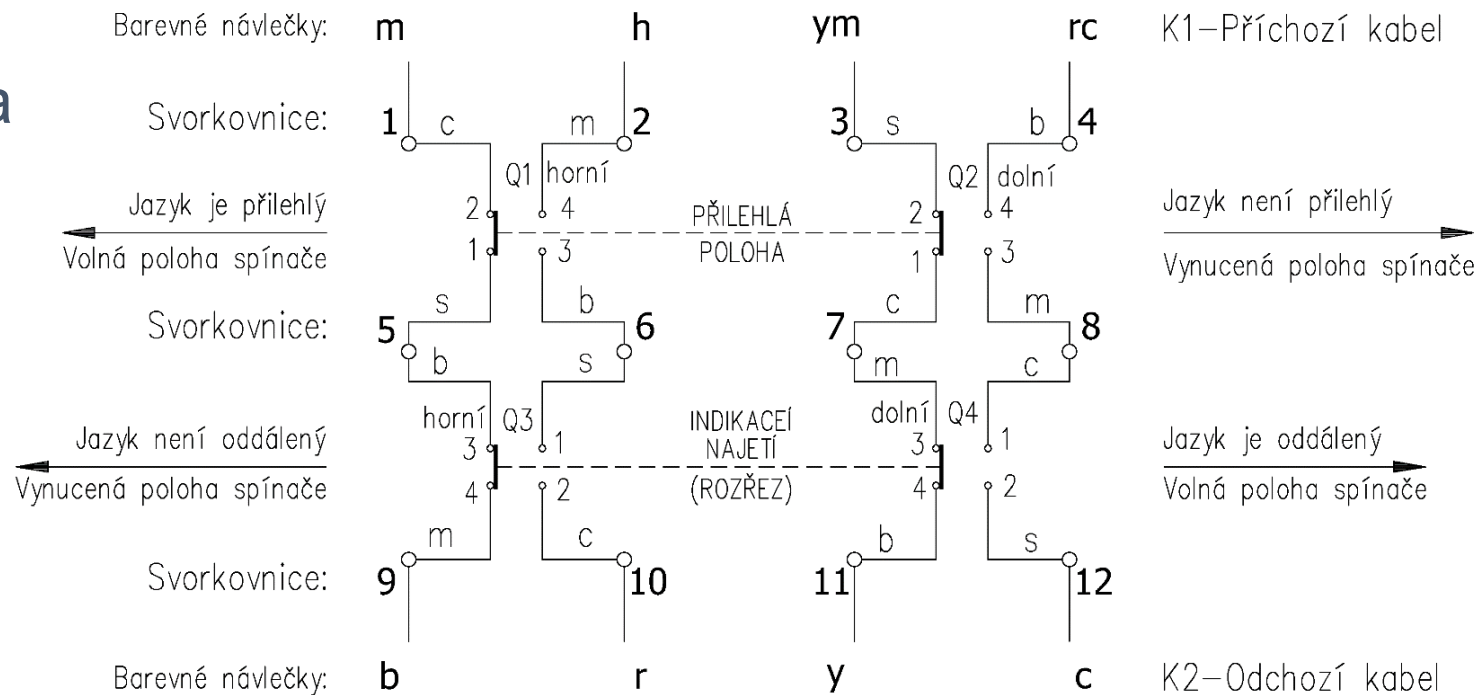 Barevné návlečky: m h ym rc K1-Příchozí kabel
a
Svorkovnice: 1 c m 2 3 s b 4
Q1 horní Q2 dolní
Jazyk je přilehlý 2 4 PŘILEHLÁ 2 4 Jazyk není přilehlý
Volná poloha spínače 1 3 POLOHA 1 3 Vynucená poloha spínače
s b c m
Svorkovnice: 5 6 7 8
b s m c
horní Q3 INDIKACEÍ dolní Q4
Jazyk není oddálený 3 1 NAJETÍ 3 1 Jazyk je oddálený
Vynucená poloha spínače 4 2 (ROZŘEZ) 4 2 Volná poloha spínače
m c b s
Svorkovnice: 9 10 11 12
Barevné návlečky: b r y c K2-Odchozí kabel